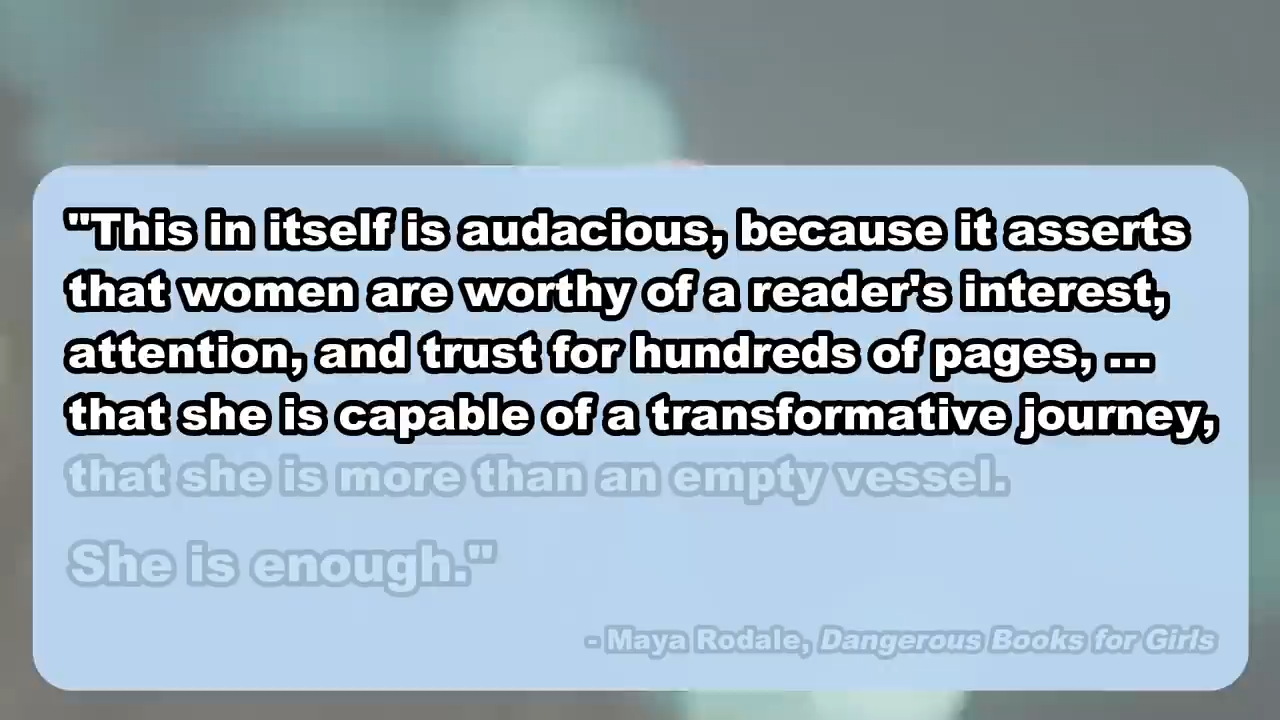 "This in itself is audacious, because it asserts
that women are worthy of a reader's interest,
attention, and trust for hundreds of pages, ...
that she is capable of a transformative journey,
that she is more than an empty vessel.
She is enough."
- Maya Rodale, Dangerous Books for Girls